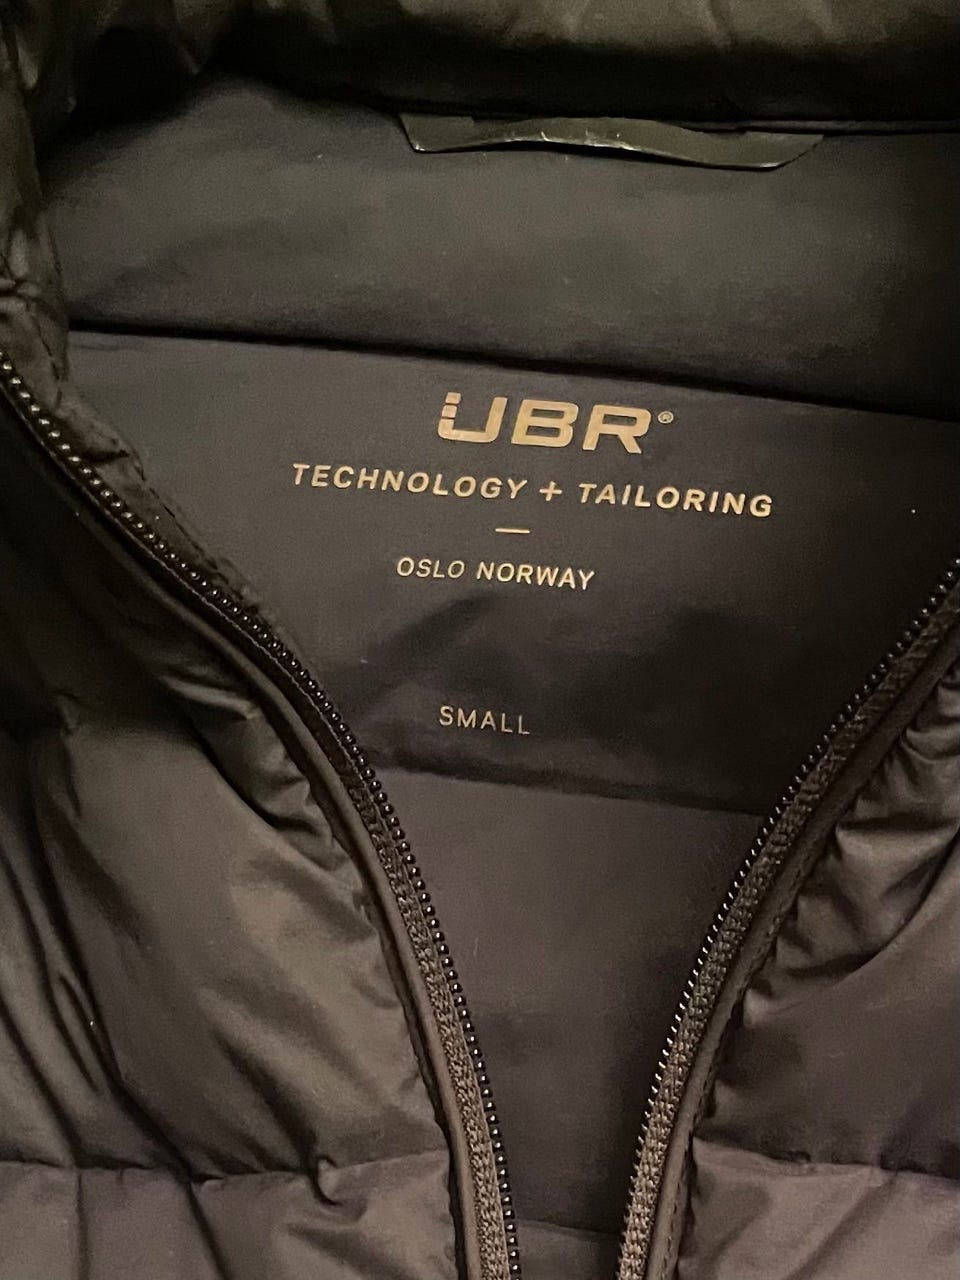 UBR®
TECHNOLOGY + TAILORING
OSLO NORWAY
SMALL